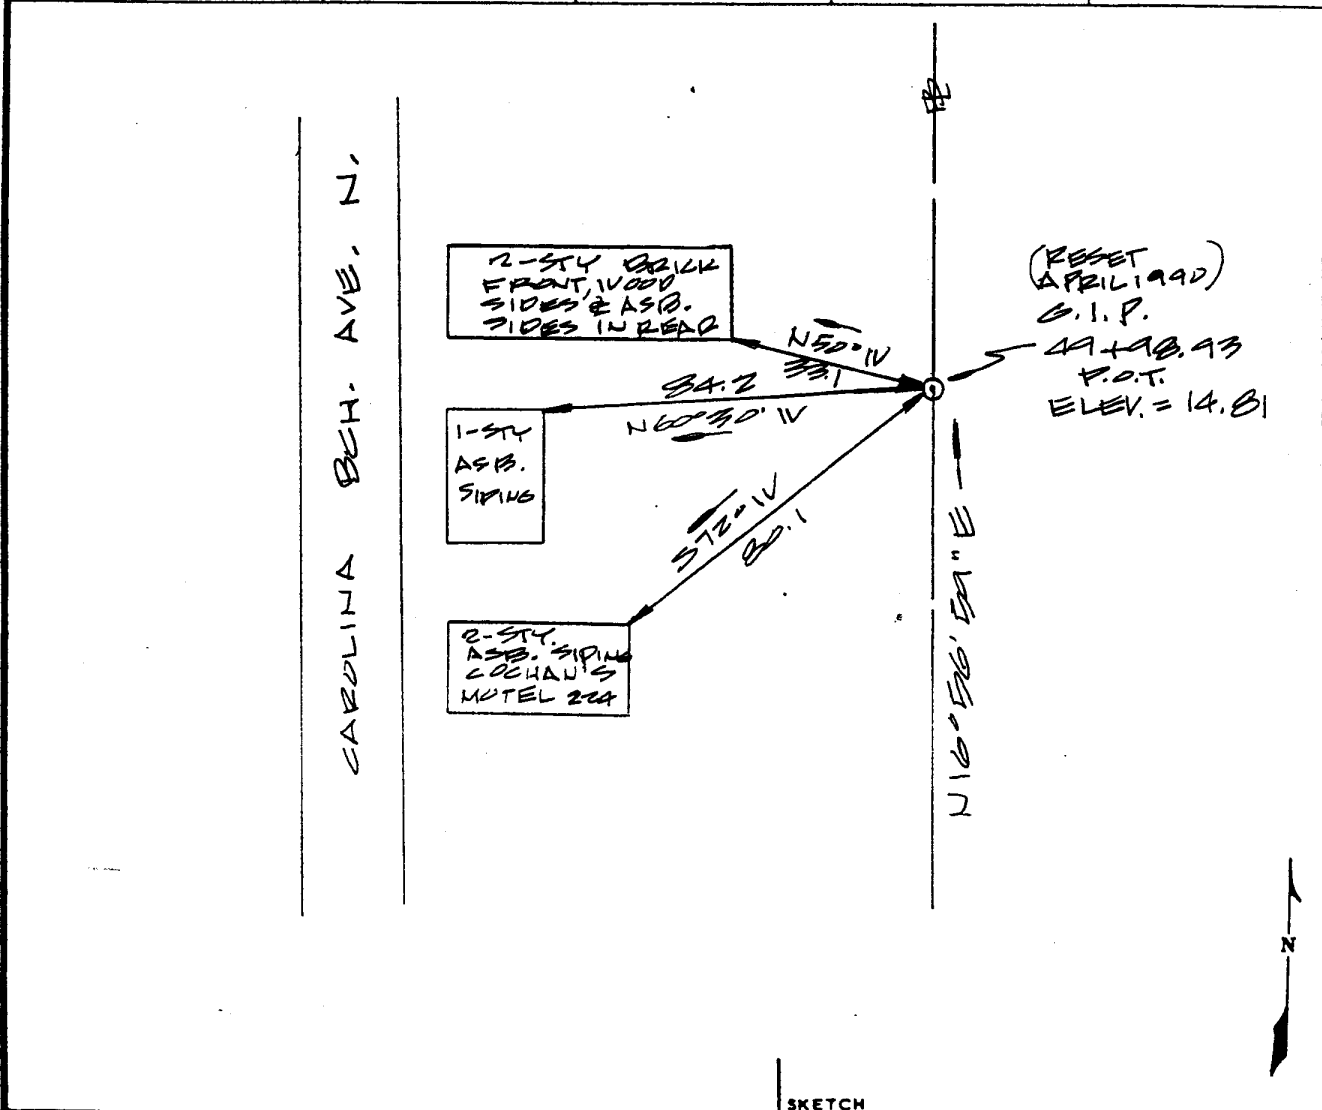 CAROLINA BCH. AVE. N.
2-STY BRICK
FRONT, WOOD
SIDES & ASB.
SIDES IN REAR
N50°W
33.1
84.2
N60°30'W
1-STY
ASB.
SIDING
S72°W
80.1
2-STY.
ASB. SIDING
COCHAN'S
MOTEL 224
(RESET
APRIL 1990)
G.I.P.
49+98.93
P.O.T.
ELEV. = 14.81
N16°56'59"E
N
SKETCH